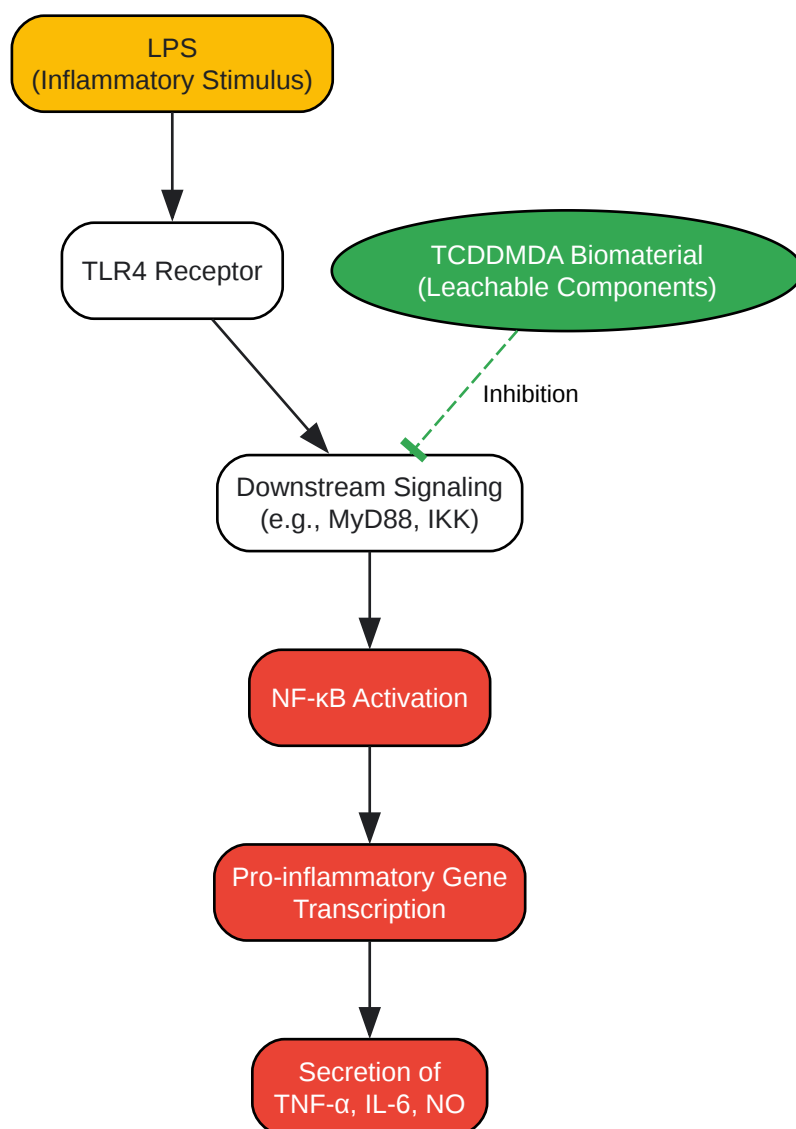 LPS
(Inflammatory Stimulus)
TLR4 Receptor
TCDDMDA Biomaterial
(Leachable Components)
Inhibition
Downstream Signaling
(e.g., MyD88, IKK)
NF-κB Activation
Pro-inflammatory Gene
Transcription
Secretion of
TNF-α, IL-6, NO